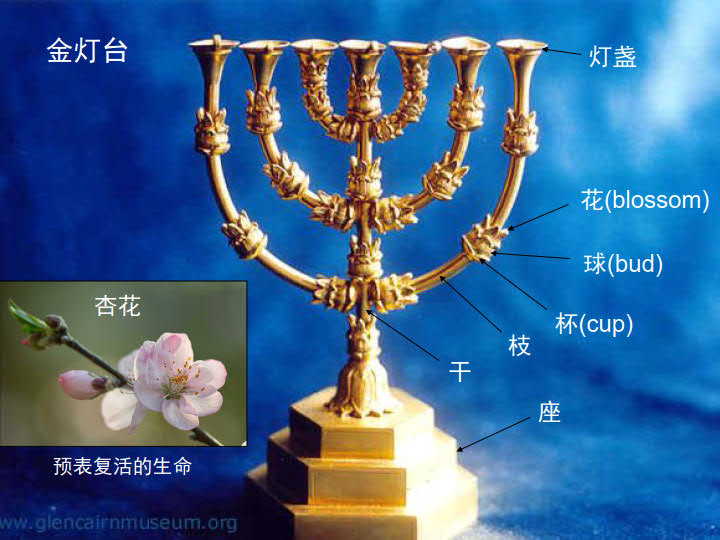 金灯台
灯盏
花(blossom)
球(bud)
杯(cup)
枝
干
座
杏花
预表复活的生命
www.glencairnmuseum.org